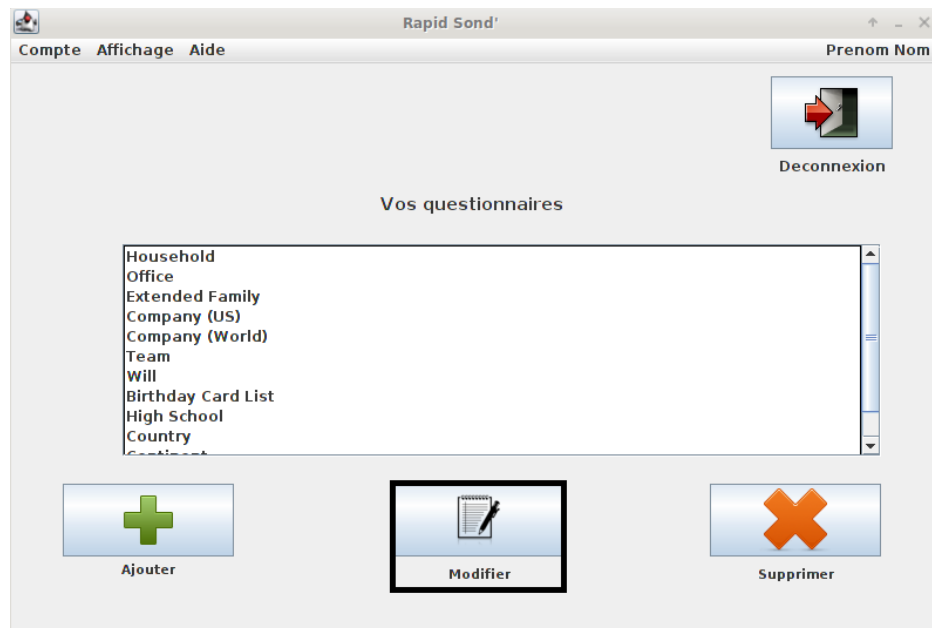 Rapid Sond'
Compte Affichage Aide Prenom Nom
Deconnexion
Vos questionnaires
Household
Office
Extended Family
Company (US)
Company (World)
Team
Will
Birthday Card List
High School
Country
Continent
Ajouter
Modifier
Supprimer